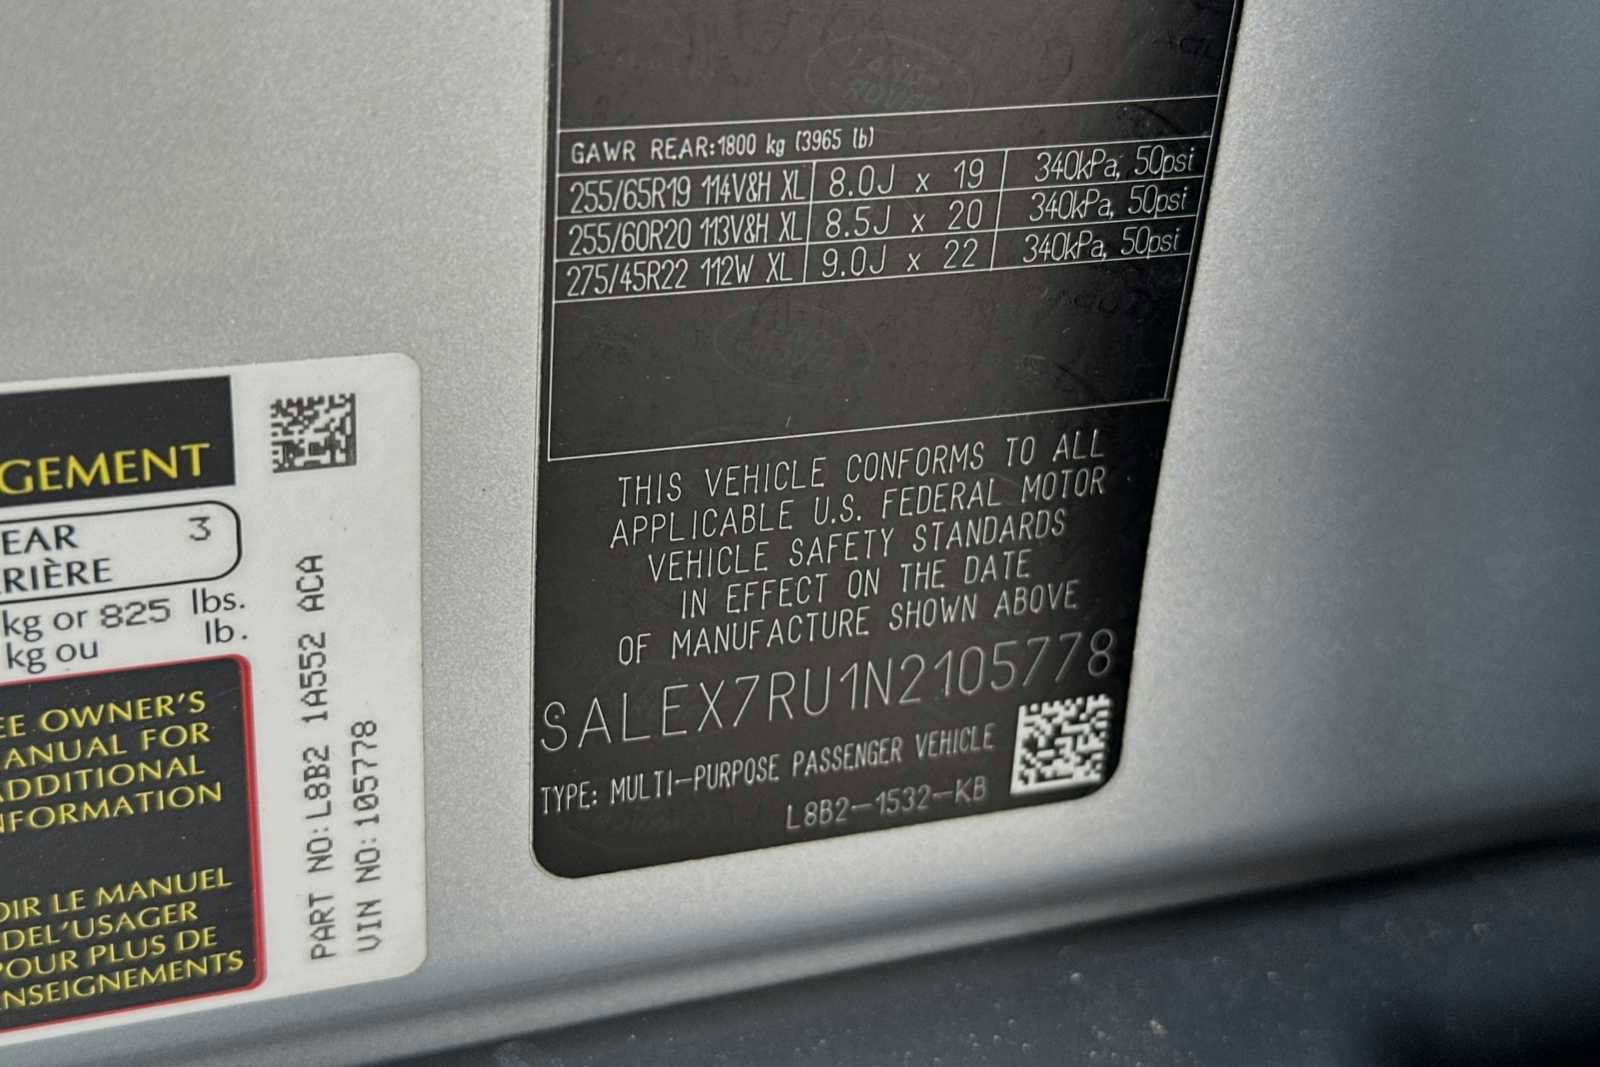 LAND
ROVER
GAWR REAR:1800 kg (3965 lb)
255/65R19 114V&H XL 8.0J x 19 340kPa, 50psi
255/60R20 113V&H XL 8.5J x 20 340kPa, 50psi
275/45R22 112W XL 9.0J x 22 340kPa, 50psi
THIS VEHICLE CONFORMS TO ALL
APPLICABLE U.S. FEDERAL MOTOR
VEHICLE SAFETY STANDARDS
IN EFFECT ON THE DATE
OF MANUFACTURE SHOWN ABOVE
SALEX7RU1N2105778
TYPE: MULTI-PURPOSE PASSENGER VEHICLE
L8B2-1532-KB
GEMENT
EAR 3
RIÈRE
kg or 825 lbs.
kg ou lb.
EE OWNER'S
ANUAL FOR
ADDITIONAL
NFORMATION
OIR LE MANUEL
DEL'USAGER
POUR PLUS DE
ENSEIGNEMENTS
PART NO:L8B2 1A552 ACA
VIN NO:105778